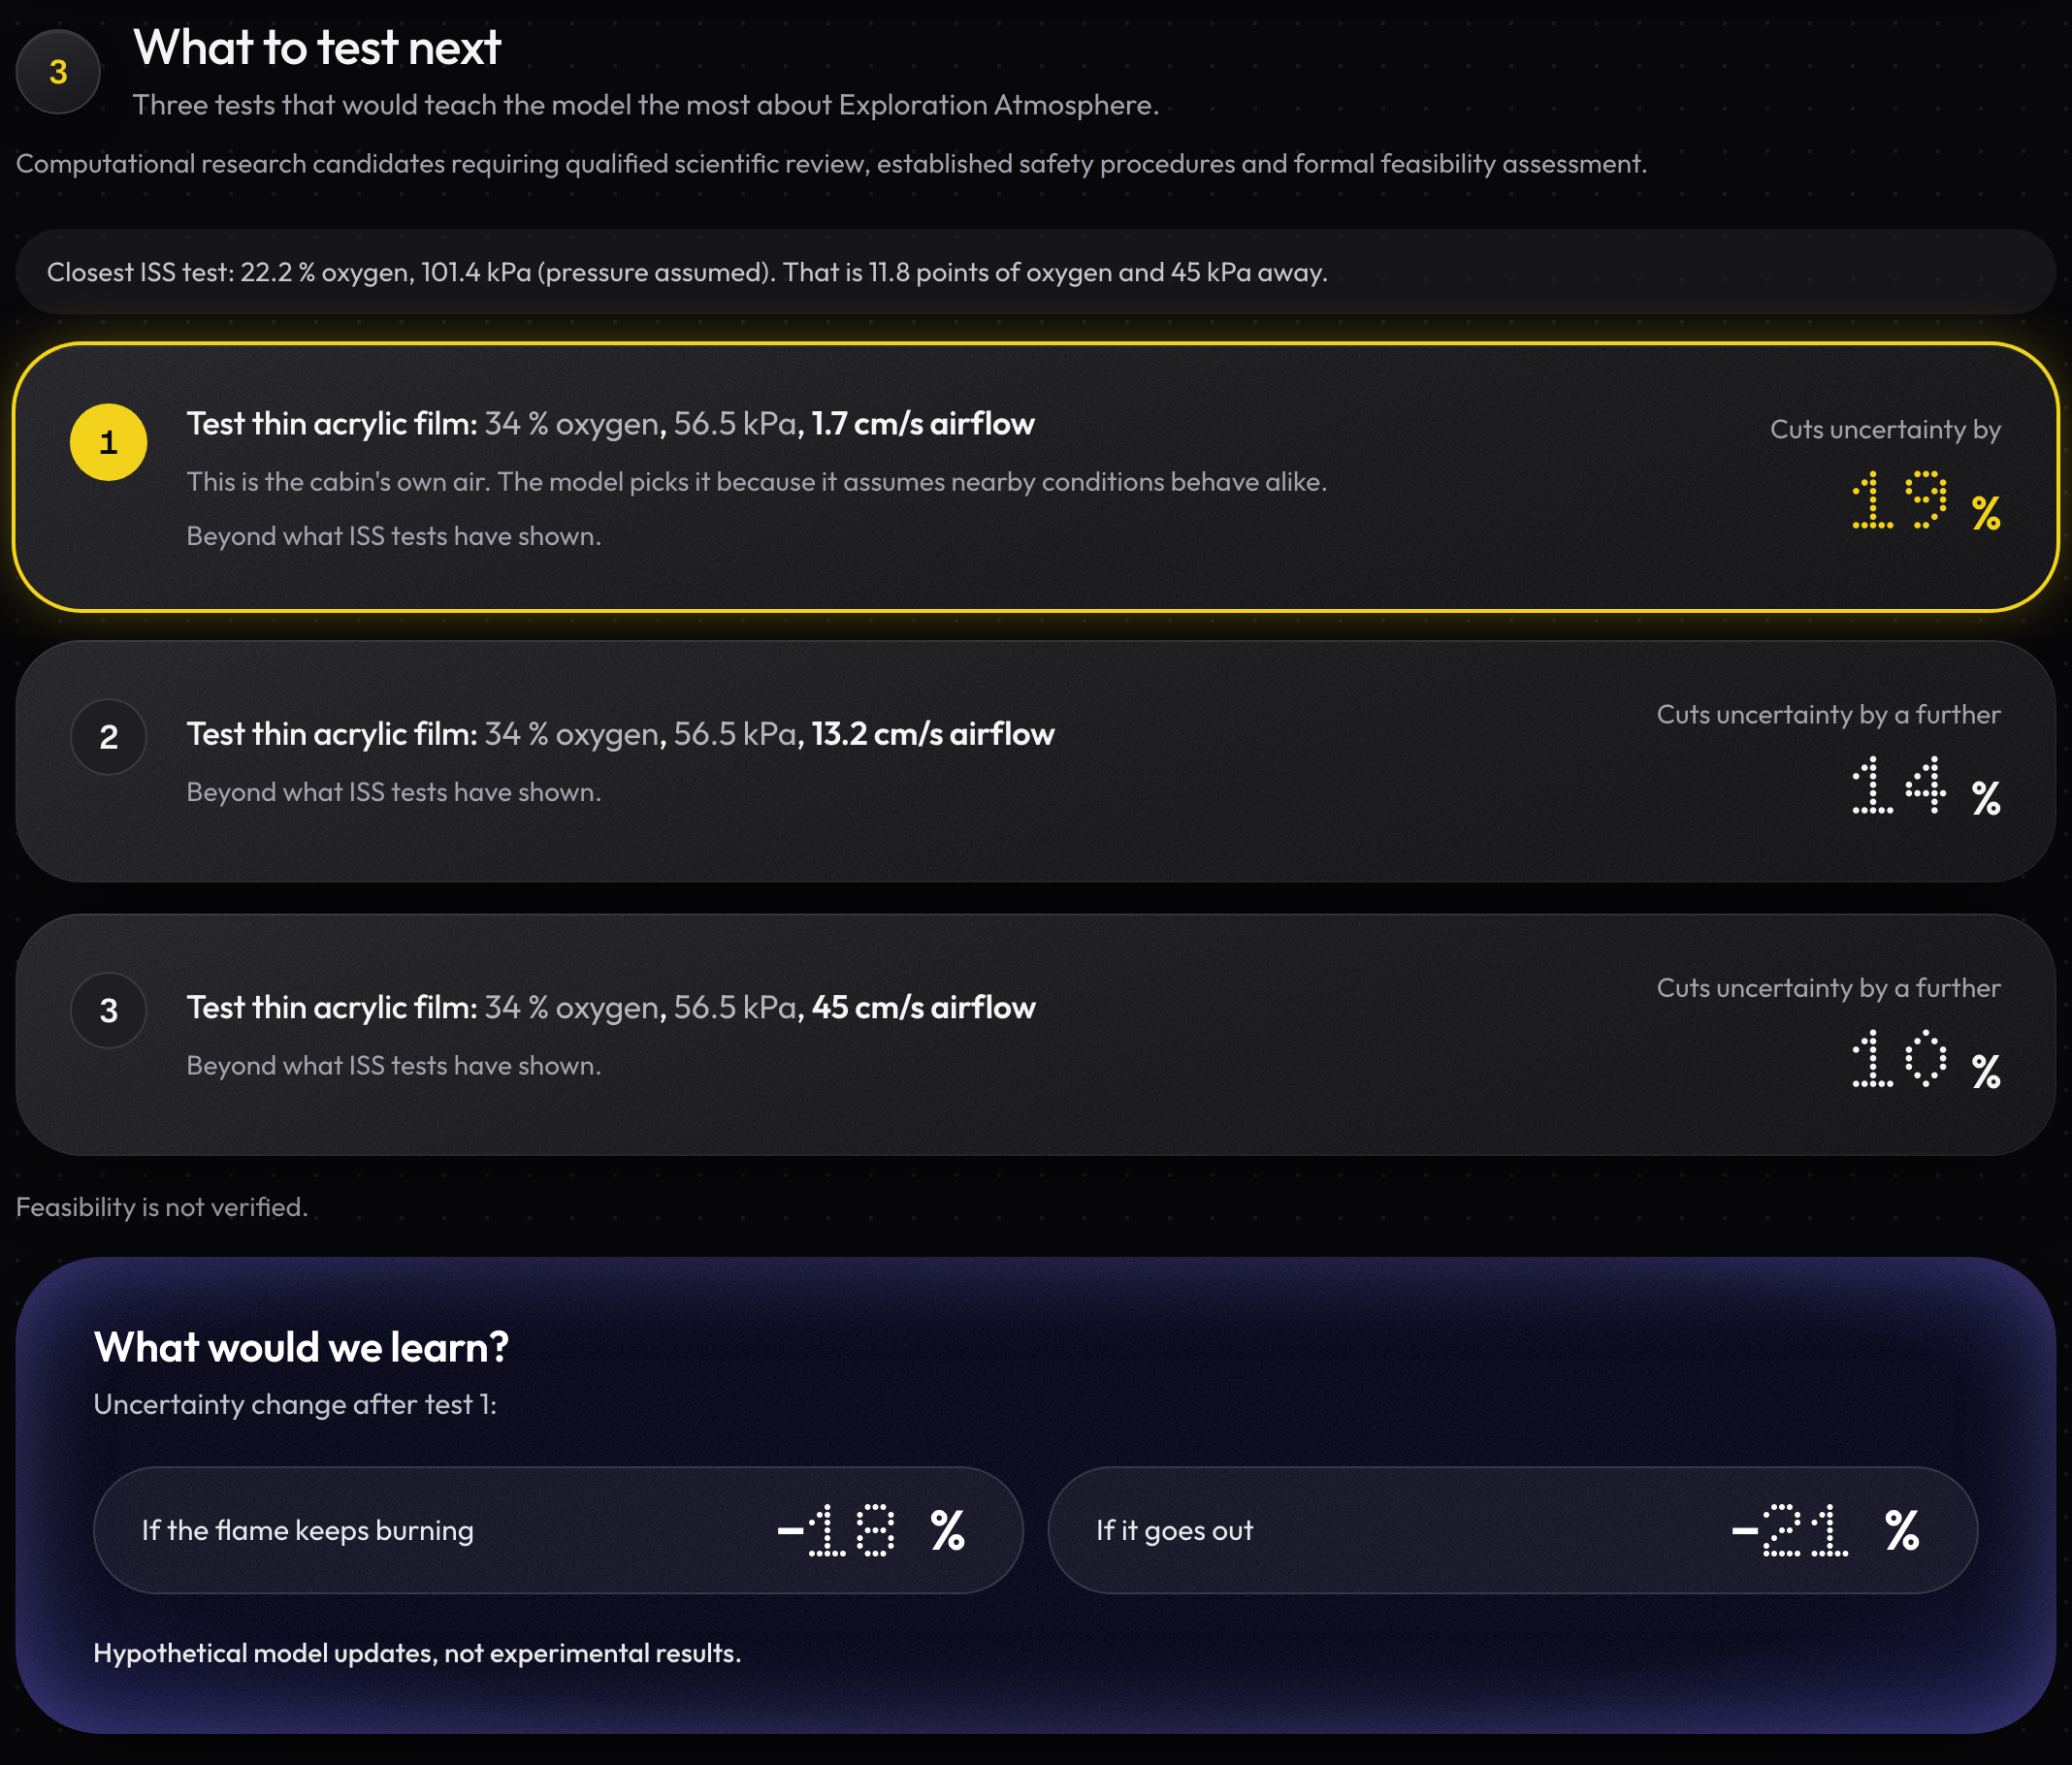 3
What to test next
Three tests that would teach the model the most about Exploration Atmosphere.
Computational research candidates requiring qualified scientific review, established safety procedures and formal feasibility assessment.
Closest ISS test: 22.2 % oxygen, 101.4 kPa (pressure assumed). That is 11.8 points of oxygen and 45 kPa away.
1
Test thin acrylic film: 34 % oxygen, 56.5 kPa, 1.7 cm/s airflow
This is the cabin's own air. The model picks it because it assumes nearby conditions behave alike.
Beyond what ISS tests have shown.
Cuts uncertainty by
19 %
2
Test thin acrylic film: 34 % oxygen, 56.5 kPa, 13.2 cm/s airflow
Beyond what ISS tests have shown.
Cuts uncertainty by a further
14 %
3
Test thin acrylic film: 34 % oxygen, 56.5 kPa, 45 cm/s airflow
Beyond what ISS tests have shown.
Cuts uncertainty by a further
10 %
Feasibility is not verified.
What would we learn?
Uncertainty change after test 1:
If the flame keeps burning
-18 %
If it goes out
-21 %
Hypothetical model updates, not experimental results.